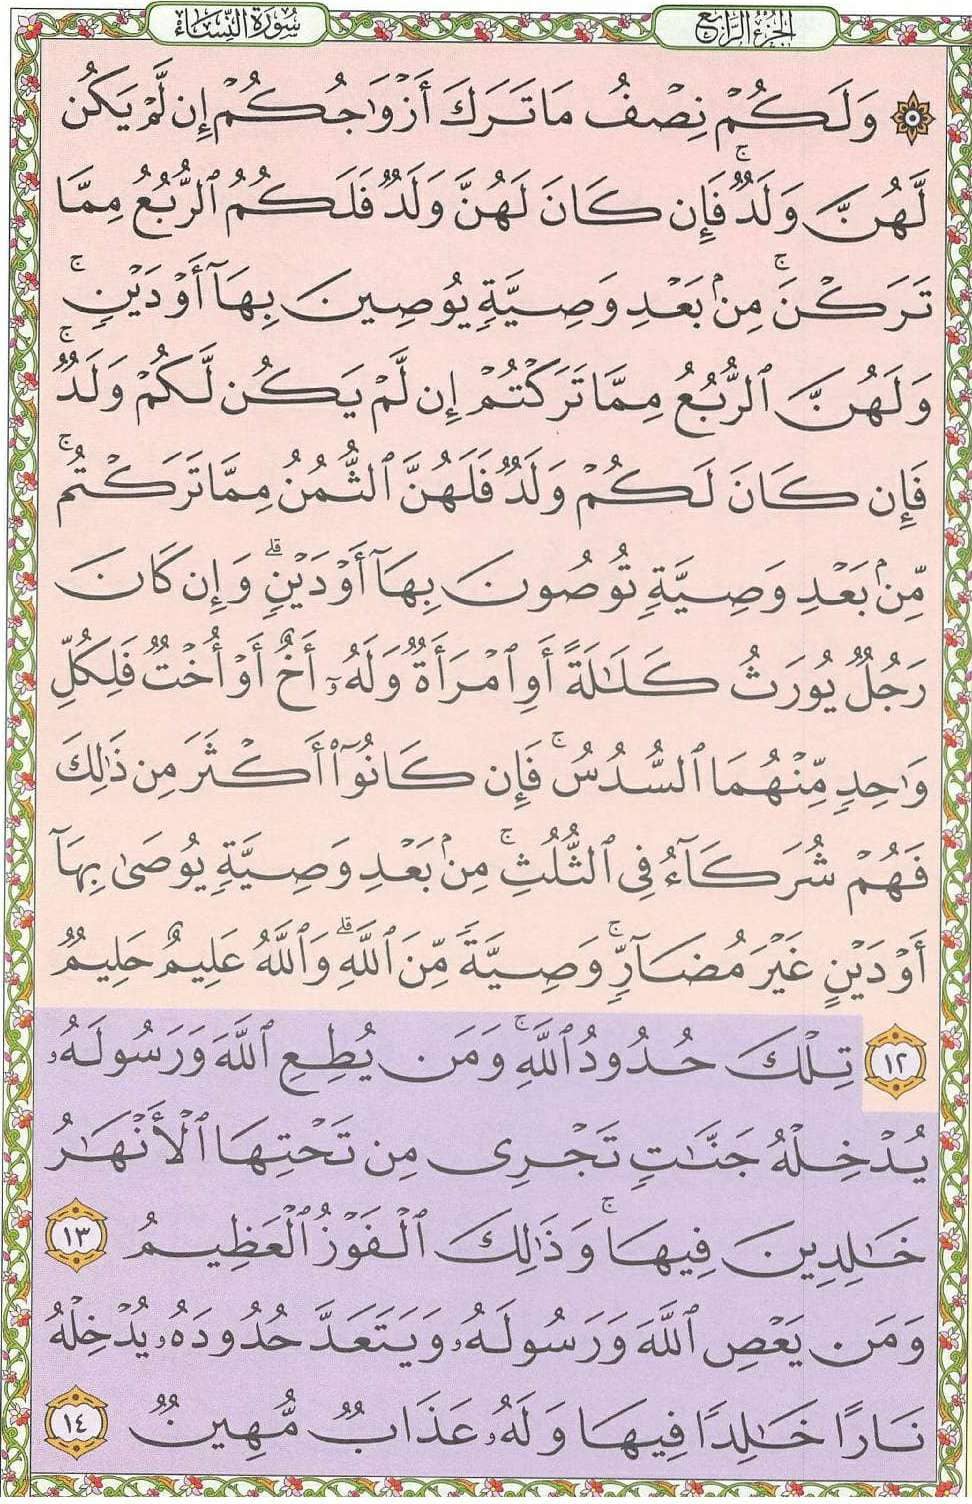 الجزء الرابع
سورة النساء
۞ وَلَكُمۡ نِصۡفُ مَا تَرَكَ أَزۡوَٰجُكُمۡ إِن لَّمۡ يَكُن
لَّهُنَّ وَلَدٞۚ فَإِن كَانَ لَهُنَّ وَلَدٞ فَلَكُمُ ٱلرُّبُعُ مِمَّا
تَرَكۡنَۚ مِنۢ بَعۡدِ وَصِيَّةٖ يُوصِينَ بِهَآ أَوۡ دَيۡنٖۚ
وَلَهُنَّ ٱلرُّبُعُ مِمَّا تَرَكۡتُمۡ إِن لَّمۡ يَكُن لَّكُمۡ وَلَدٞۚ
فَإِن كَانَ لَكُمۡ وَلَدٞ فَلَهُنَّ ٱلثُّمُنُ مِمَّا تَرَكۡتُمۚ
مِّنۢ بَعۡدِ وَصِيَّةٖ تُوصُونَ بِهَآ أَوۡ دَيۡنٖۗ وَإِن كَانَ
رَجُلٞ يُورَثُ كَلَٰلَةً أَوِ ٱمۡرَأَةٞ وَلَهُۥٓ أَخٌ أَوۡ أُخۡتٞ فَلِكُلِّ
وَٰحِدٖ مِّنۡهُمَا ٱلسُّدُسُۚ فَإِن كَانُوٓاْ أَكۡثَرَ مِن ذَٰلِكَ
فَهُمۡ شُرَكَآءُ فِي ٱلثُّلُثِۚ مِنۢ بَعۡدِ وَصِيَّةٖ يُوصَىٰ بِهَآ
أَوۡ دَيۡنٍ غَيۡرَ مُضَآرّٖۚ وَصِيَّةٗ مِّنَ ٱللَّهِۗ وَٱللَّهُ عَلِيمٌ حَلِيمٞ
١٢ تِلۡكَ حُدُودُ ٱللَّهِۚ وَمَن يُطِعِ ٱللَّهَ وَرَسُولَهُۥ
يُدۡخِلۡهُ جَنَّٰتٖ تَجۡرِي مِن تَحۡتِهَا ٱلۡأَنۡهَٰرُ
خَٰلِدِينَ فِيهَاۚ وَذَٰلِكَ ٱلۡفَوۡزُ ٱلۡعَظِيمُ ١٣
وَمَن يَعۡصِ ٱللَّهَ وَرَسُولَهُۥ وَيَتَعَدَّ حُدُودَهُۥ يُدۡخِلۡهُ
نَارًا خَٰلِدٗا فِيهَا وَلَهُۥ عَذَابٞ مُّهِينٞ ١٤